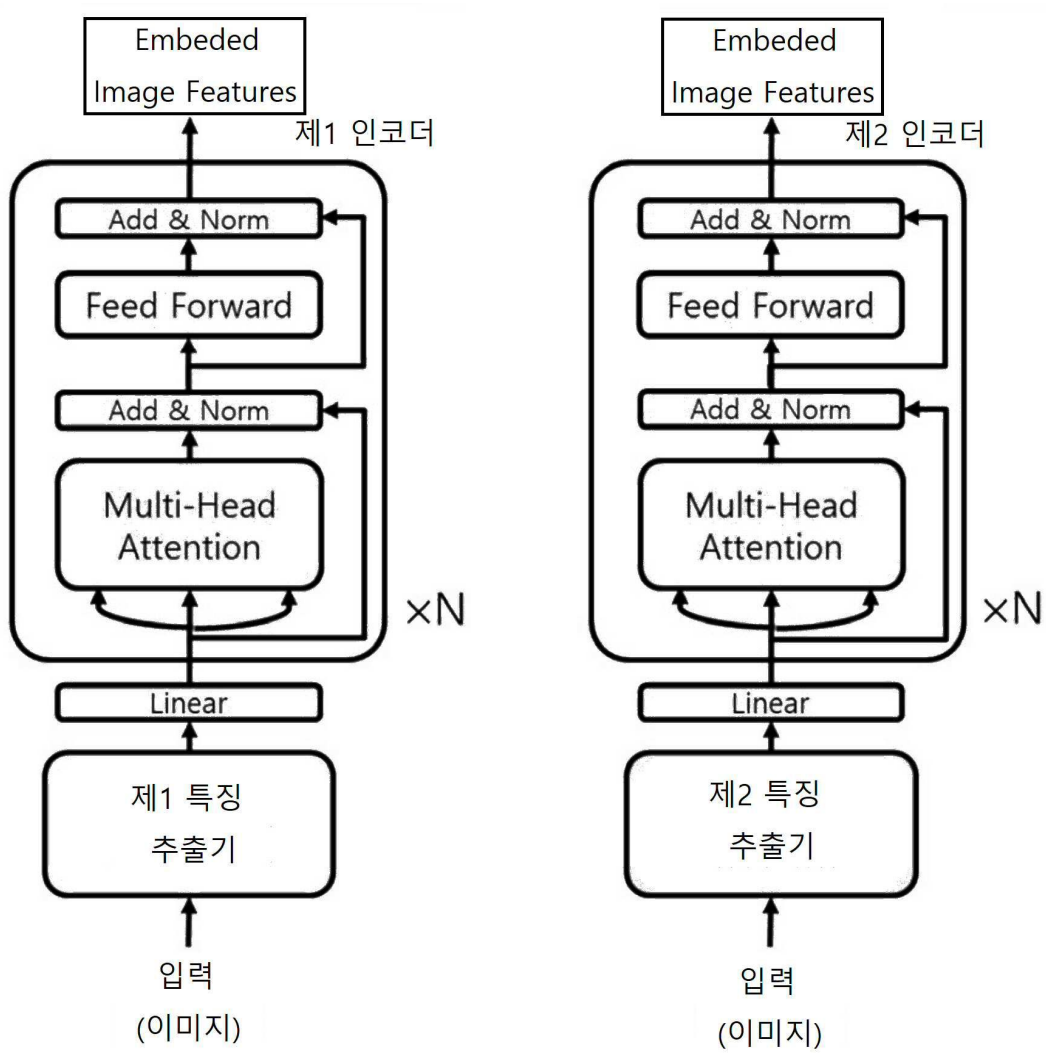 Embeded
Image Features
제1 인코더
Add & Norm
Feed Forward
Add & Norm
Multi-Head
Attention
×N
Linear
제1 특징
추출기
입력
(이미지)
Embeded
Image Features
제2 인코더
Add & Norm
Feed Forward
Add & Norm
Multi-Head
Attention
×N
Linear
제2 특징
추출기
입력
(이미지)